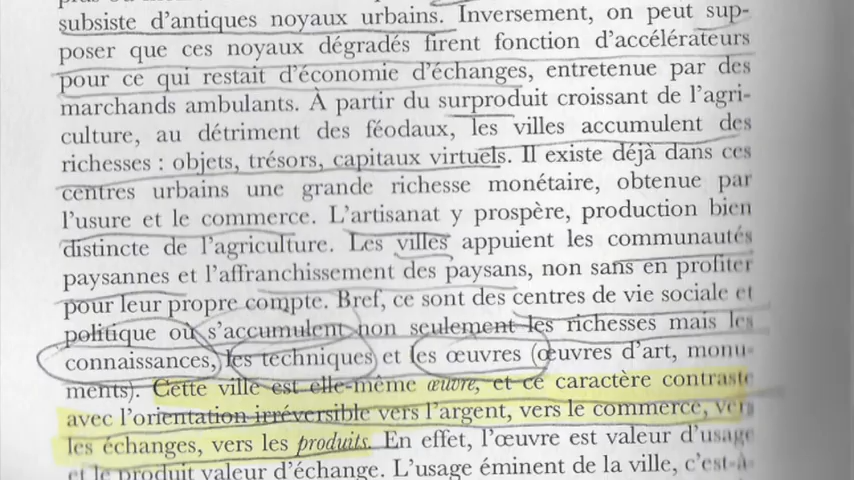 subsiste d'antiques noyaux urbains. Inversement, on peut sup-
poser que ces noyaux dégradés firent fonction d'accélérateurs
pour ce qui restait d'économie d'échanges, entretenue par des
marchands ambulants. À partir du surproduit croissant de l'agri-
culture, au détriment des féodaux, les villes accumulent des
richesses : objets, trésors, capitaux virtuels. Il existe déjà dans ces
centres urbains une grande richesse monétaire, obtenue par
l'usure et le commerce. L'artisanat y prospère, production bien
distincte de l'agriculture. Les villes appuient les communautés
paysannes et l'affranchissement des paysans, non sans en profiter
pour leur propre compte. Bref, ce sont des centres de vie sociale et
politique où s'accumulent non seulement les richesses mais les
connaissances, les techniques et les œuvres (œuvres d'art, monu-
ments). Cette ville est elle-même œuvre, et ce caractère contraste
avec l'orientation irréversible vers l'argent, vers le commerce, vers
les échanges, vers les produits. En effet, l'œuvre est valeur d'usage
et le produit valeur d'échange. L'usage éminent de la ville, c'est-à-